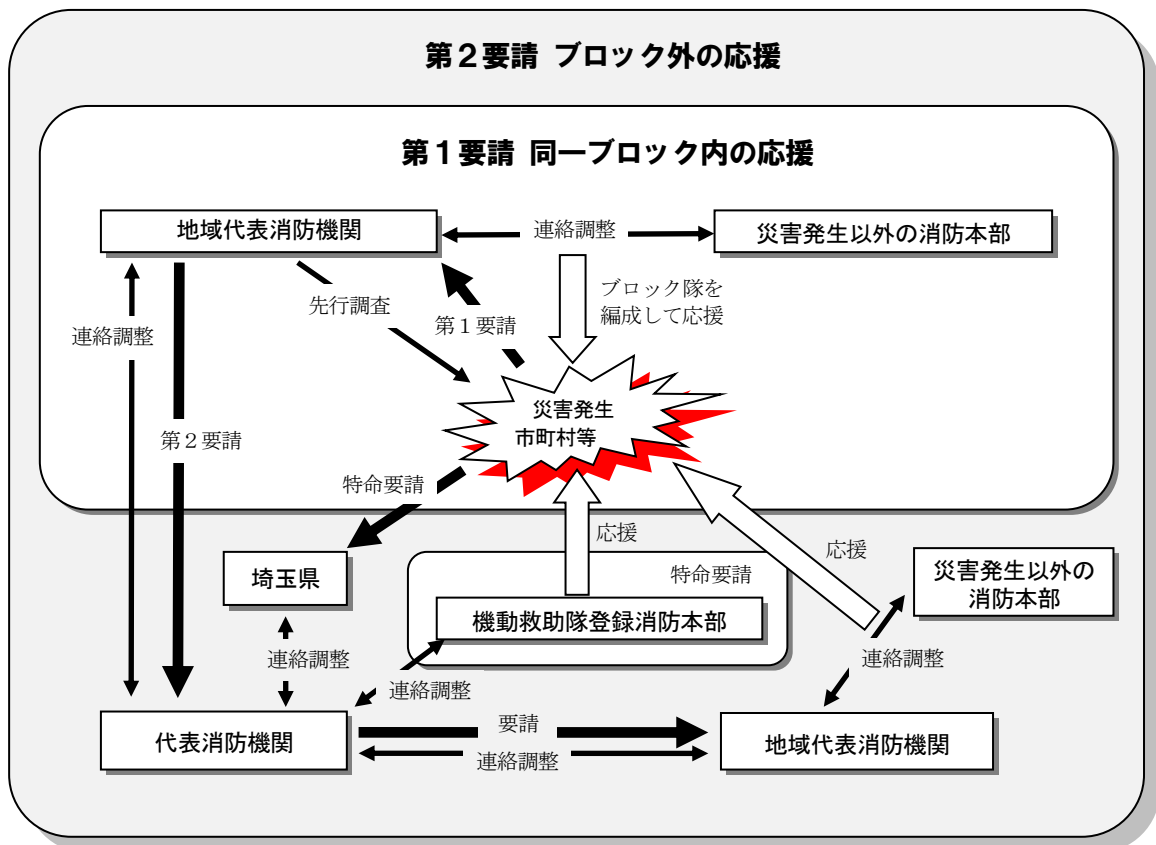 第２要請 ブロック外の応援
第１要請 同一ブロック内の応援
地域代表消防機関
連絡調整
災害発生以外の消防本部
ブロック隊を
編成して応援
先行調査
第１要請
連絡調整
災害発生
市町村等
第２要請
特命要請
応援
応援
埼玉県
特命要請
災害発生以外の
消防本部
機動救助隊登録消防本部
連絡調整
連絡調整
連絡調整
代表消防機関
要請
連絡調整
地域代表消防機関